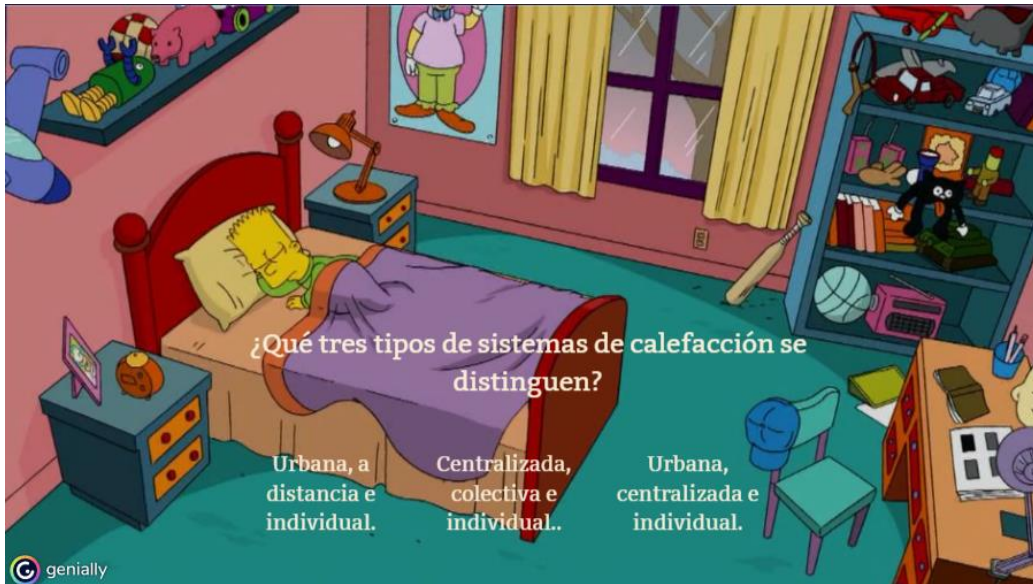 ¿Qué tres tipos de sistemas de calefacción se
distinguen?
Urbana, a
distancia e
individual.
Centralizada,
colectiva e
individual..
Urbana,
centralizada e
individual.
genially